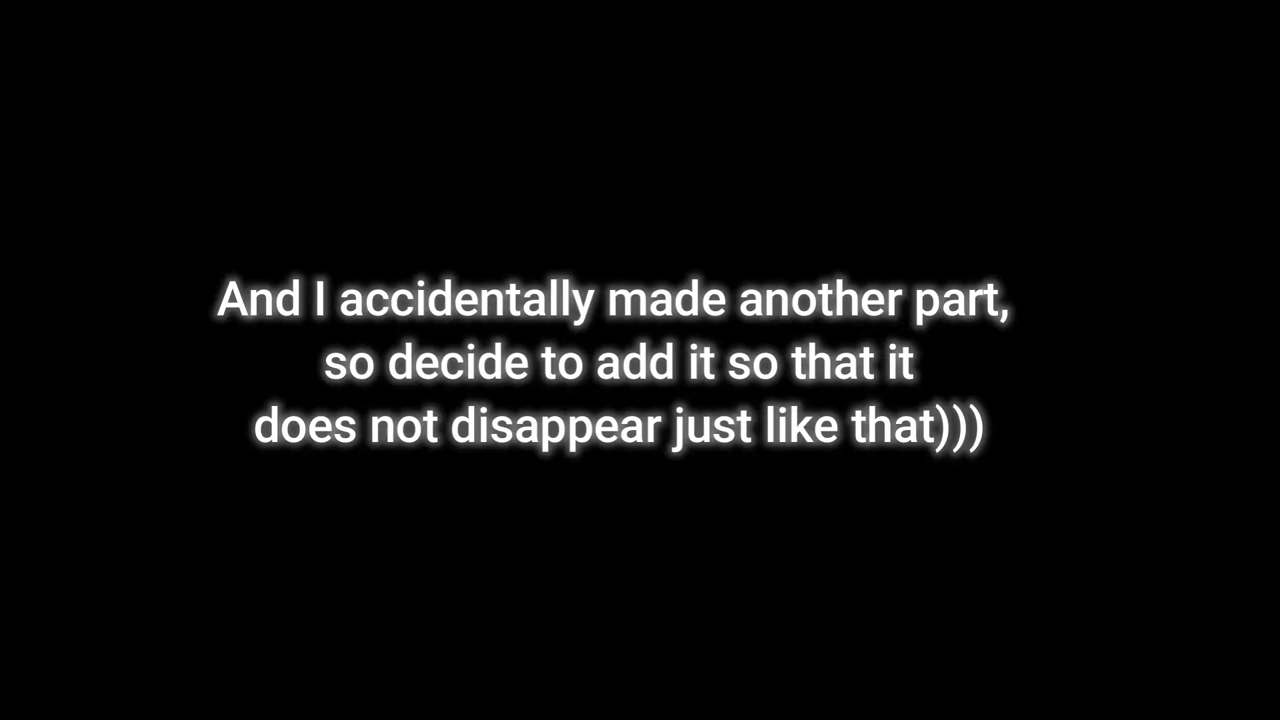 And I accidentally made another part,
so decide to add it so that it
does not disappear just like that)))